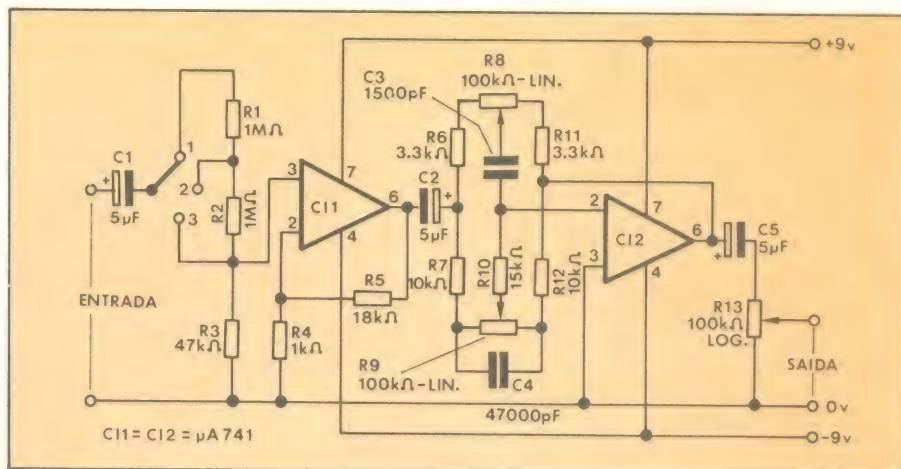 +9v
R8
100kΩ-LIN.
C3
1500pF
R1
1MΩ
R6
3.3kΩ
R11
3.3kΩ
C1
+
5µF
1
2
3
R2
1MΩ
3
2
7
4
6
CI1
C2
+
5µF
2
3
7
4
6
CI2
C5
5µF
+
ENTRADA
R5
18kΩ
R7
10kΩ
R10
15kΩ
R12
10kΩ
R3
47kΩ
R4
1kΩ
R9
100kΩ-LIN.
C4
47000pF
R13
100kΩ
LOG.
SAIDA
0v
-9v
CI1 = CI2 = µA741